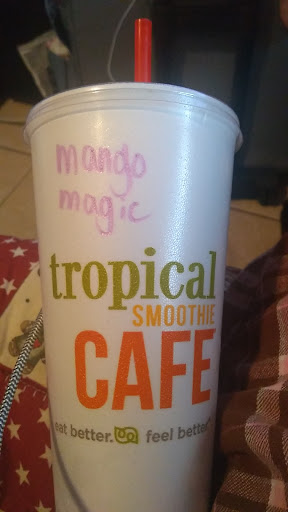 mango
magic
tropical
SMOOTHIE
CAFE
eat better. feel better.